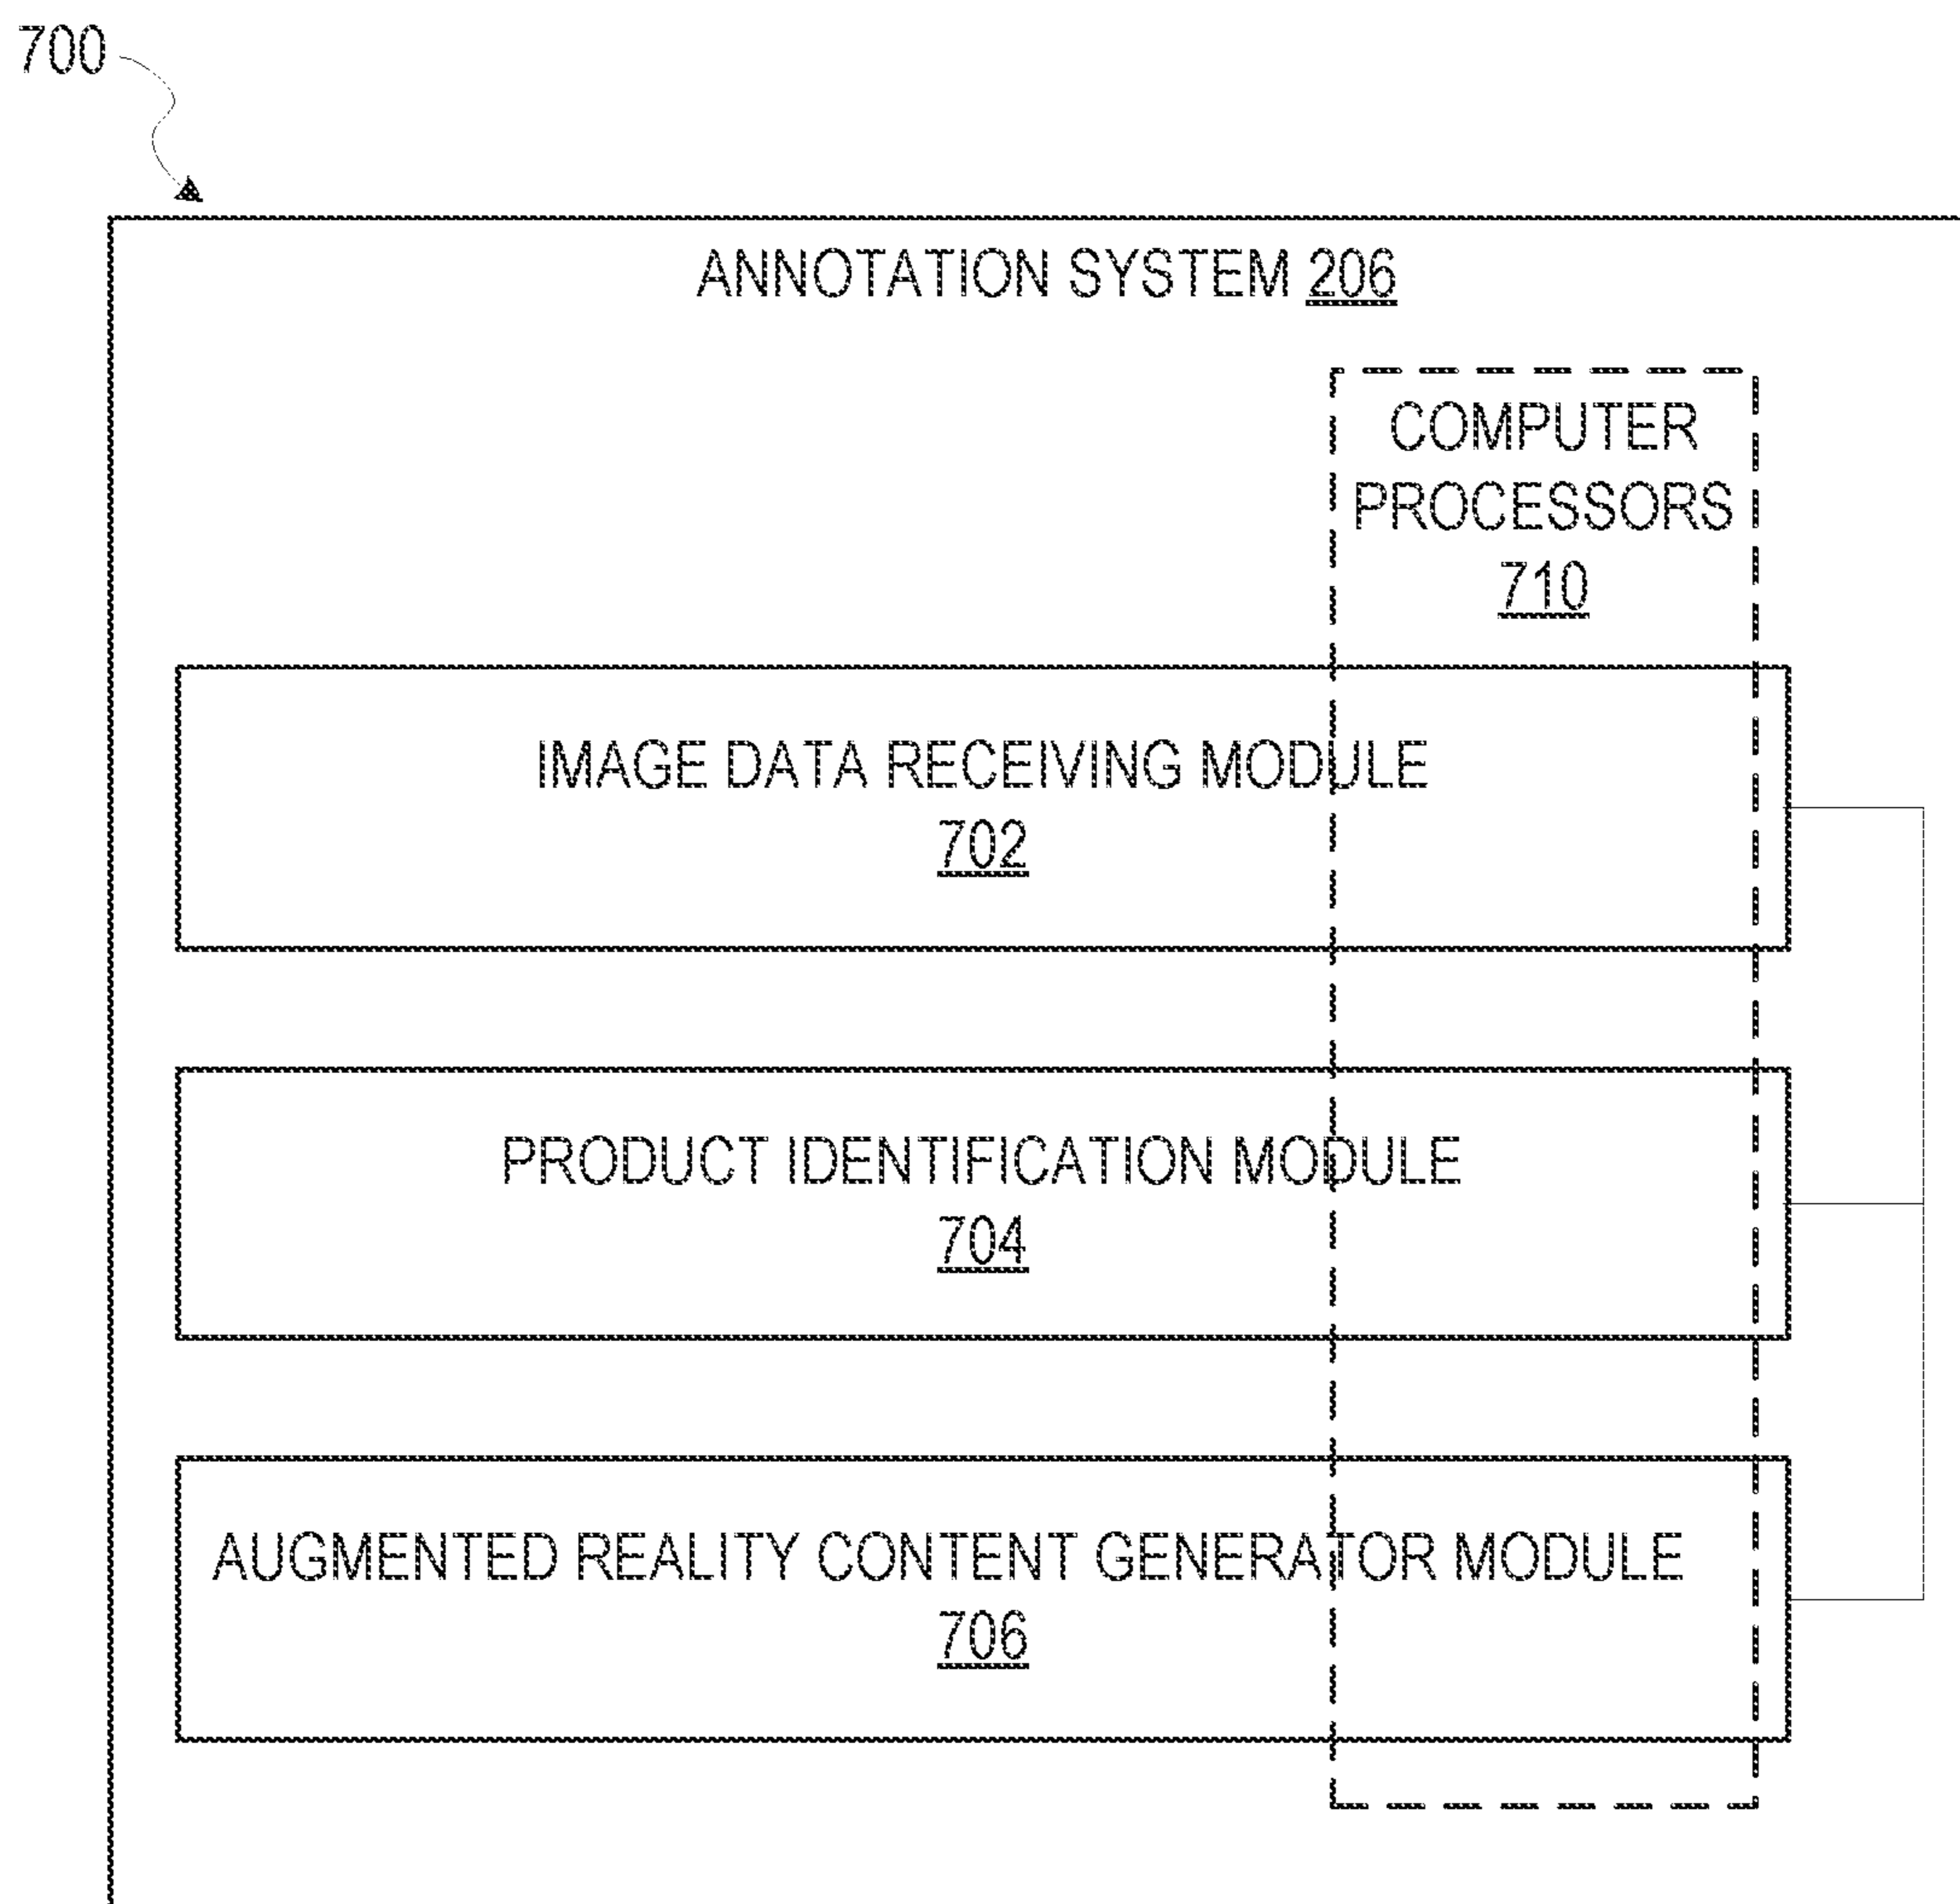 700
ANNOTATION SYSTEM 206
COMPUTER
PROCESSORS
710
IMAGE DATA RECEIVING MODULE
702
PRODUCT IDENTIFICATION MODULE
704
AUGMENTED REALITY CONTENT GENERATOR MODULE
706